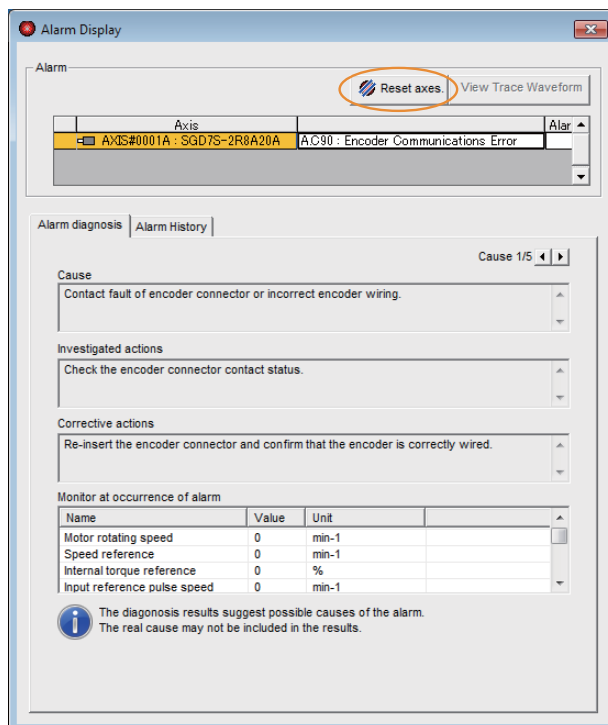 Alarm Display
Alarm
Reset axes.
View Trace Waveform
Axis
Alar
AXIS#0001A : SGD7S-2R8A20A
A.C90 : Encoder Communications Error
Alarm diagnosis
Alarm History
Cause 1/5
Cause
Contact fault of encoder connector or incorrect encoder wiring.
Investigated actions
Check the encoder connector contact status.
Corrective actions
Re-insert the encoder connector and confirm that the encoder is correctly wired.
Monitor at occurrence of alarm
Name Value Unit
Motor rotating speed 0 min-1
Speed reference 0 min-1
Internal torque reference 0 %
Input reference pulse speed 0 min-1
The diagonosis results suggest possible causes of the alarm.
The real cause may not be included in the results.